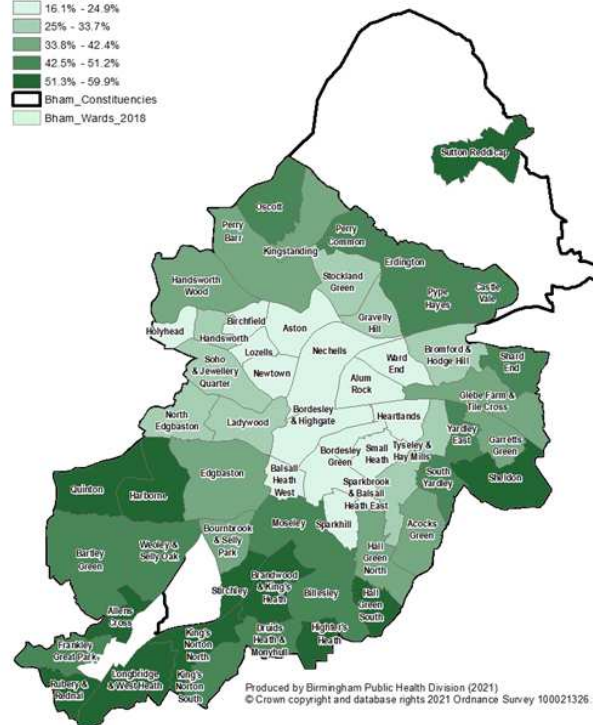 16.1% - 24.9%
25% - 33.7%
33.8% - 42.4%
42.5% - 51.2%
51.3% - 59.9%
Bham_Constituencies
Bham_Wards_2018
Sutton Reddicap
Oscott
Perry
Barr
Perry
Common
Kingstanding
Erdington
Stockland
Green
Handsworth
Wood
Pype
Hayes
Castle
Vale
Gravelly
Hill
Holyhead
Birchfield
Aston
Handsworth
Lozells
Nechells
Ward
End
Bromford &
Hodge Hill
Shard
End
Soho
& Jewellery
Quarter
Newtown
Alum
Rock
Glebe Farm &
Tile Cross
North
Edgbaston
Ladywood
Bordesley
& Highgate
Heartlands
Yardley
East
Garretts
Green
Bordesley
Green
Small
Heath
Tyseley &
Hay Mills
Quinton
Harborne
Edgbaston
Balsall
Heath
West
Sparkbrook
& Balsall
Heath East
South
Yardley
Sheldon
Bournbrook
& Selly
Park
Moseley
Sparkhill
Acocks
Green
Bartley
Green
Weoley &
Selly Oak
Hall
Green
North
Stirchley
Brandwood
& King's
Heath
Billesley
Hall
Green
South
Allens
Cross
Frankley
Great Park
King's
Norton
North
Druids
Heath &
Monyhull
Highter's
Heath
Rubery &
Rednal
Longbridge
& West Heath
King's
Norton
South
Produced by Birmingham Public Health Division (2021)
© Crown copyright and database rights 2021 Ordnance Survey 100021326.